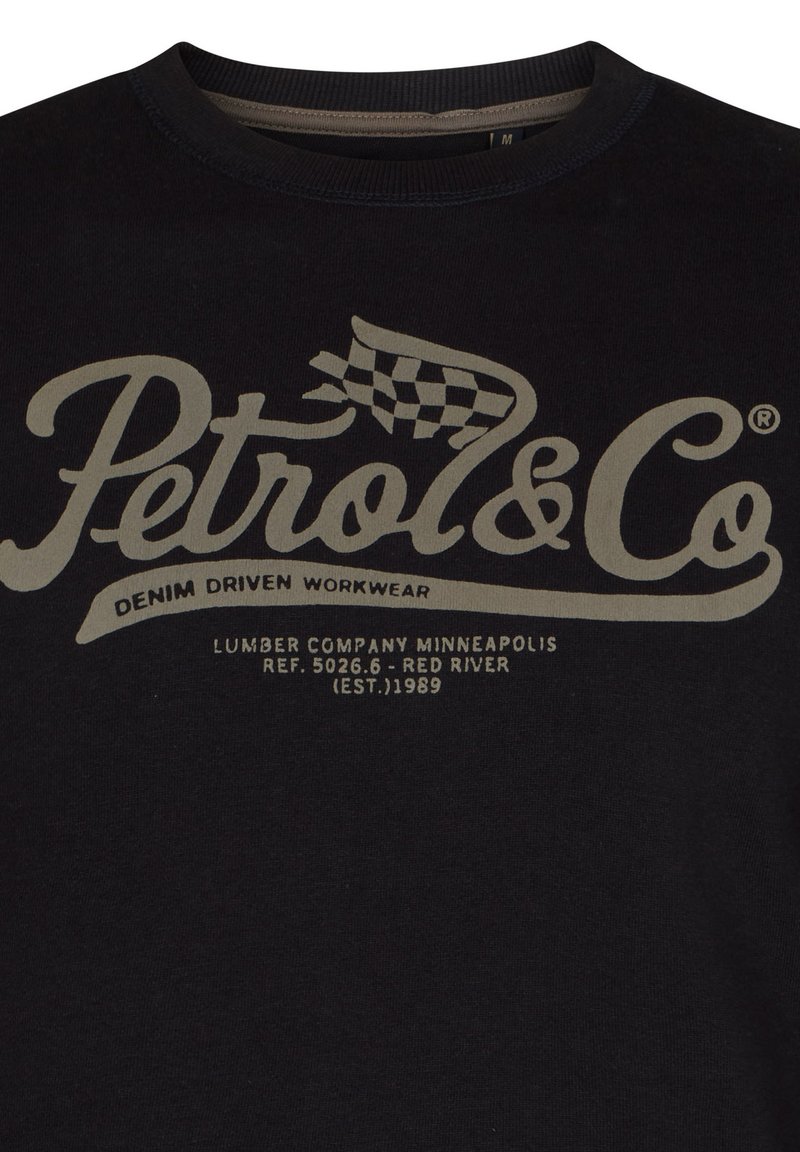 M
Petrol&Co®
DENIM DRIVEN WORKWEAR
LUMBER COMPANY MINNEAPOLIS
REF. 5026.6 - RED RIVER
(EST.)1989